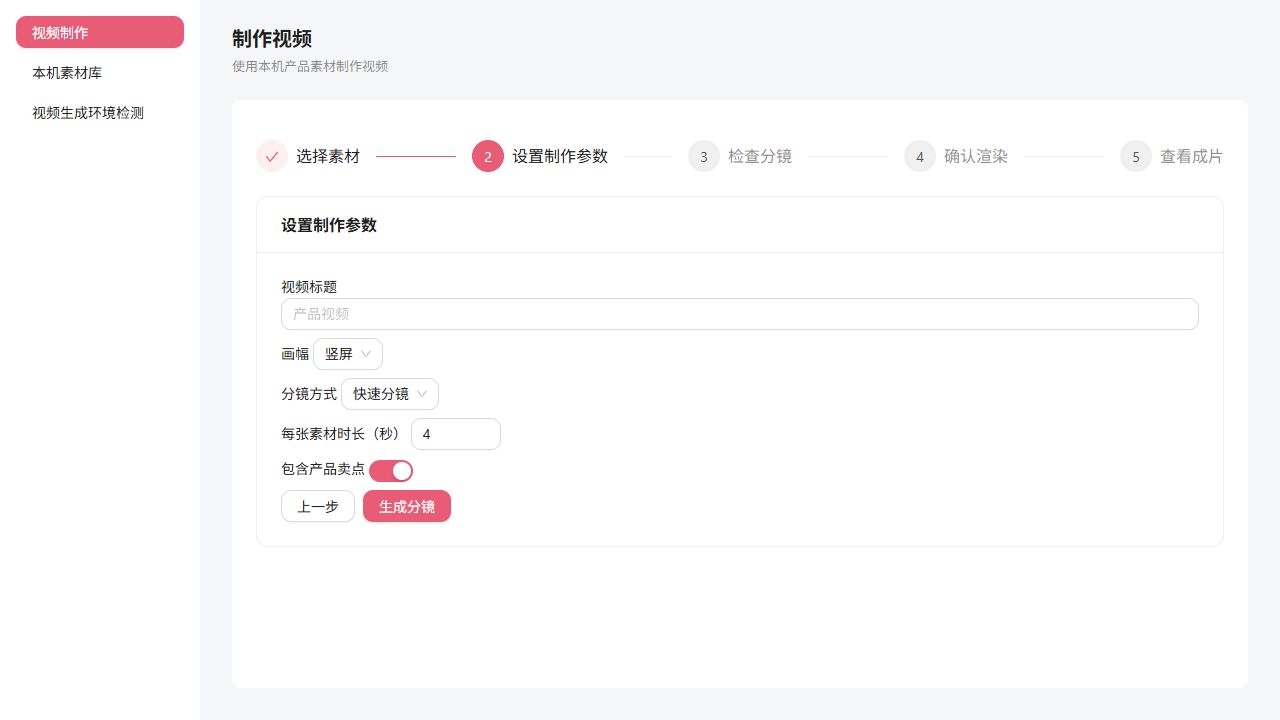 视频制作
本机素材库
视频生成环境检测
制作视频
使用本机产品素材制作视频
选择素材
2 设置制作参数
3 检查分镜
4 确认渲染
5 查看成片
设置制作参数
视频标题
产品视频
画幅 竖屏
分镜方式 快速分镜
每张素材时长（秒） 4
包含产品卖点
上一步 生成分镜